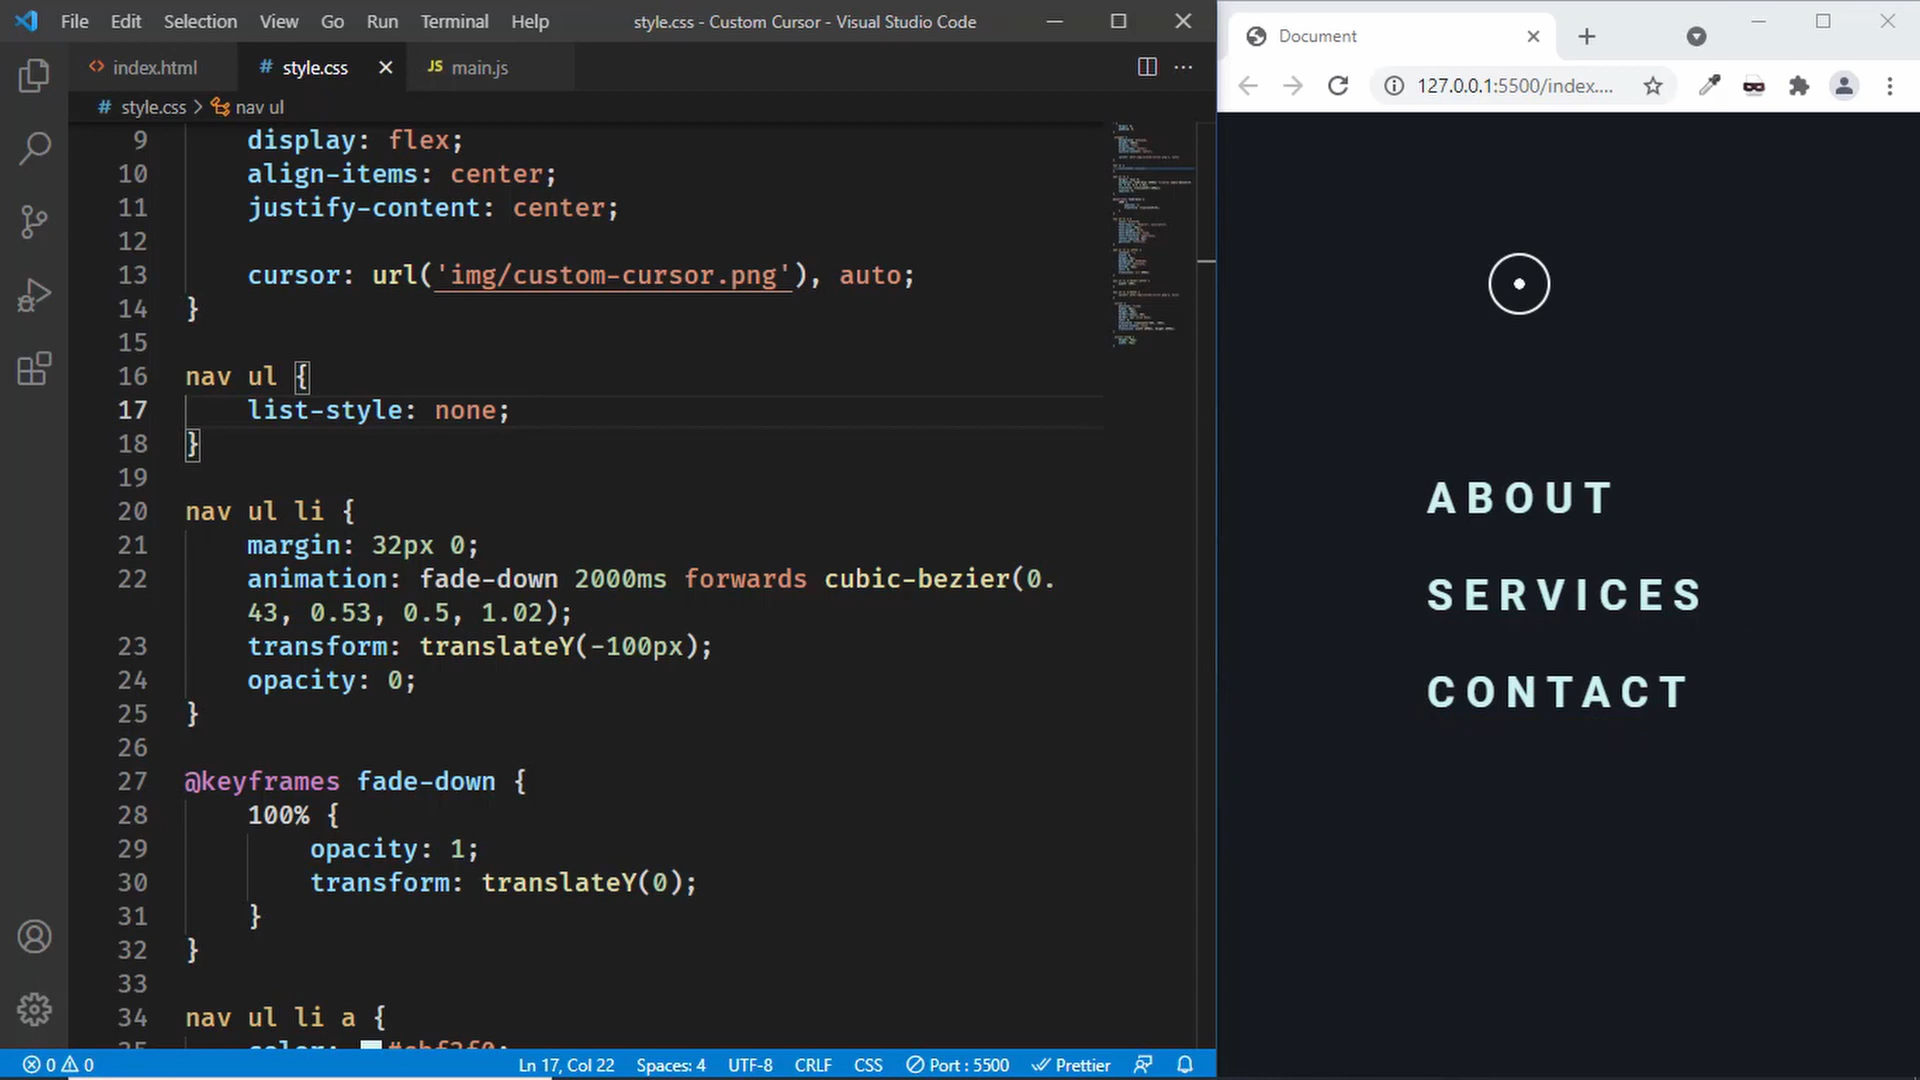 File Edit Selection View Go Run Terminal Help style.css - Custom Cursor - Visual Studio Code
index.html
# style.css
JS main.js
# style.css > nav ul
9 display: flex;
10 align-items: center;
11 justify-content: center;
12
13 cursor: url('img/custom-cursor.png'), auto;
14 }
15
16 nav ul {
17 list-style: none;
18 }
19
20 nav ul li {
21 margin: 32px 0;
22 animation: fade-down 2000ms forwards cubic-bezier(0.
43, 0.53, 0.5, 1.02);
23 transform: translateY(-100px);
24 opacity: 0;
25 }
26
27 @keyframes fade-down {
28 100% {
29 opacity: 1;
30 transform: translateY(0);
31 }
32 }
33
34 nav ul li a {
0 0 Ln 17, Col 22 Spaces: 4 UTF-8 CRLF CSS Port : 5500 Prettier
Document
127.0.0.1:5500/index....
ABOUT
SERVICES
CONTACT